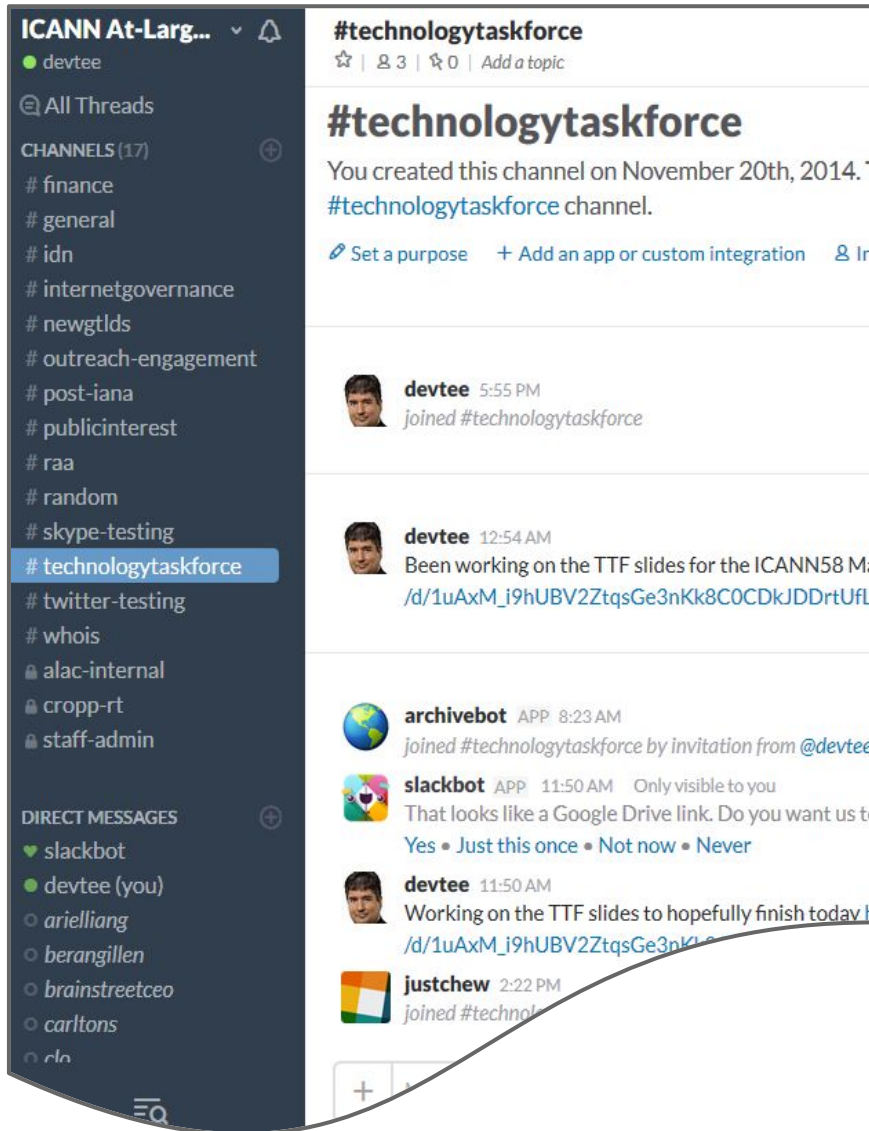 ICANN At-Larg...
devtee
All Threads
CHANNELS (17)
# finance
# general
# idn
# internetgovernance
# newgtlds
# outreach-engagement
# post-iana
# publicinterest
# raa
# random
# skype-testing
# technologytaskforce
# twitter-testing
# whois
alac-internal
cropp-rt
staff-admin
DIRECT MESSAGES
slackbot
devtee (you)
arielliang
berangillen
brainstreetceo
carltons
clo
#technologytaskforce
3 | 0 | Add a topic
#technologytaskforce
You created this channel on November 20th, 2014.
#technologytaskforce channel.
Set a purpose + Add an app or custom integration
devtee 5:55 PM
joined #technologytaskforce
devtee 12:54 AM
Been working on the TTF slides for the ICANN58 Ma
/d/1uAxM_i9hUBV2ZtqsGe3nKk8C0CDkJDDrtUfL
archivebot APP 8:23 AM
joined #technologytaskforce by invitation from @devtee
slackbot APP 11:50 AM Only visible to you
That looks like a Google Drive link. Do you want us t
Yes • Just this once • Not now • Never
devtee 11:50 AM
Working on the TTF slides to hopefully finish today
/d/1uAxM_i9hUBV2ZtqsGe3nKk
justchew 2:22 PM
joined #technolo